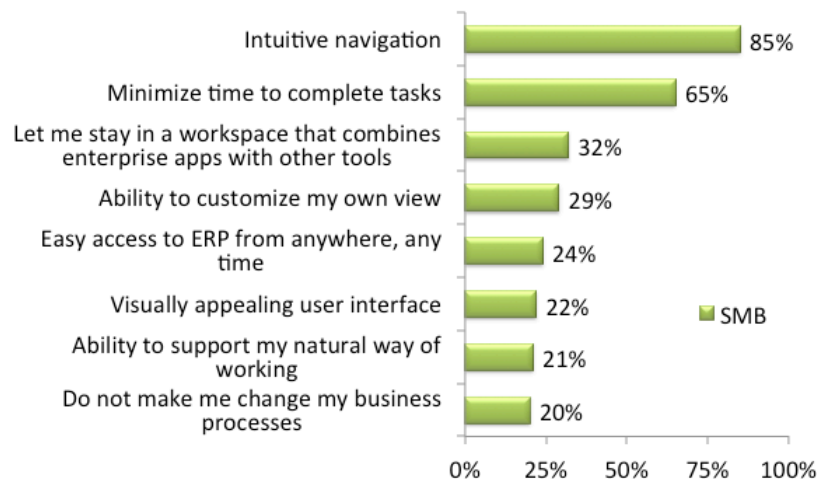 Intuitive navigation
85%
Minimize time to complete tasks
65%
Let me stay in a workspace that combines
enterprise apps with other tools
32%
Ability to customize my own view
29%
Easy access to ERP from anywhere, any
time
24%
Visually appealing user interface
22%
SMB
Ability to support my natural way of
working
21%
Do not make me change my business
processes
20%
0% 25% 50% 75% 100%